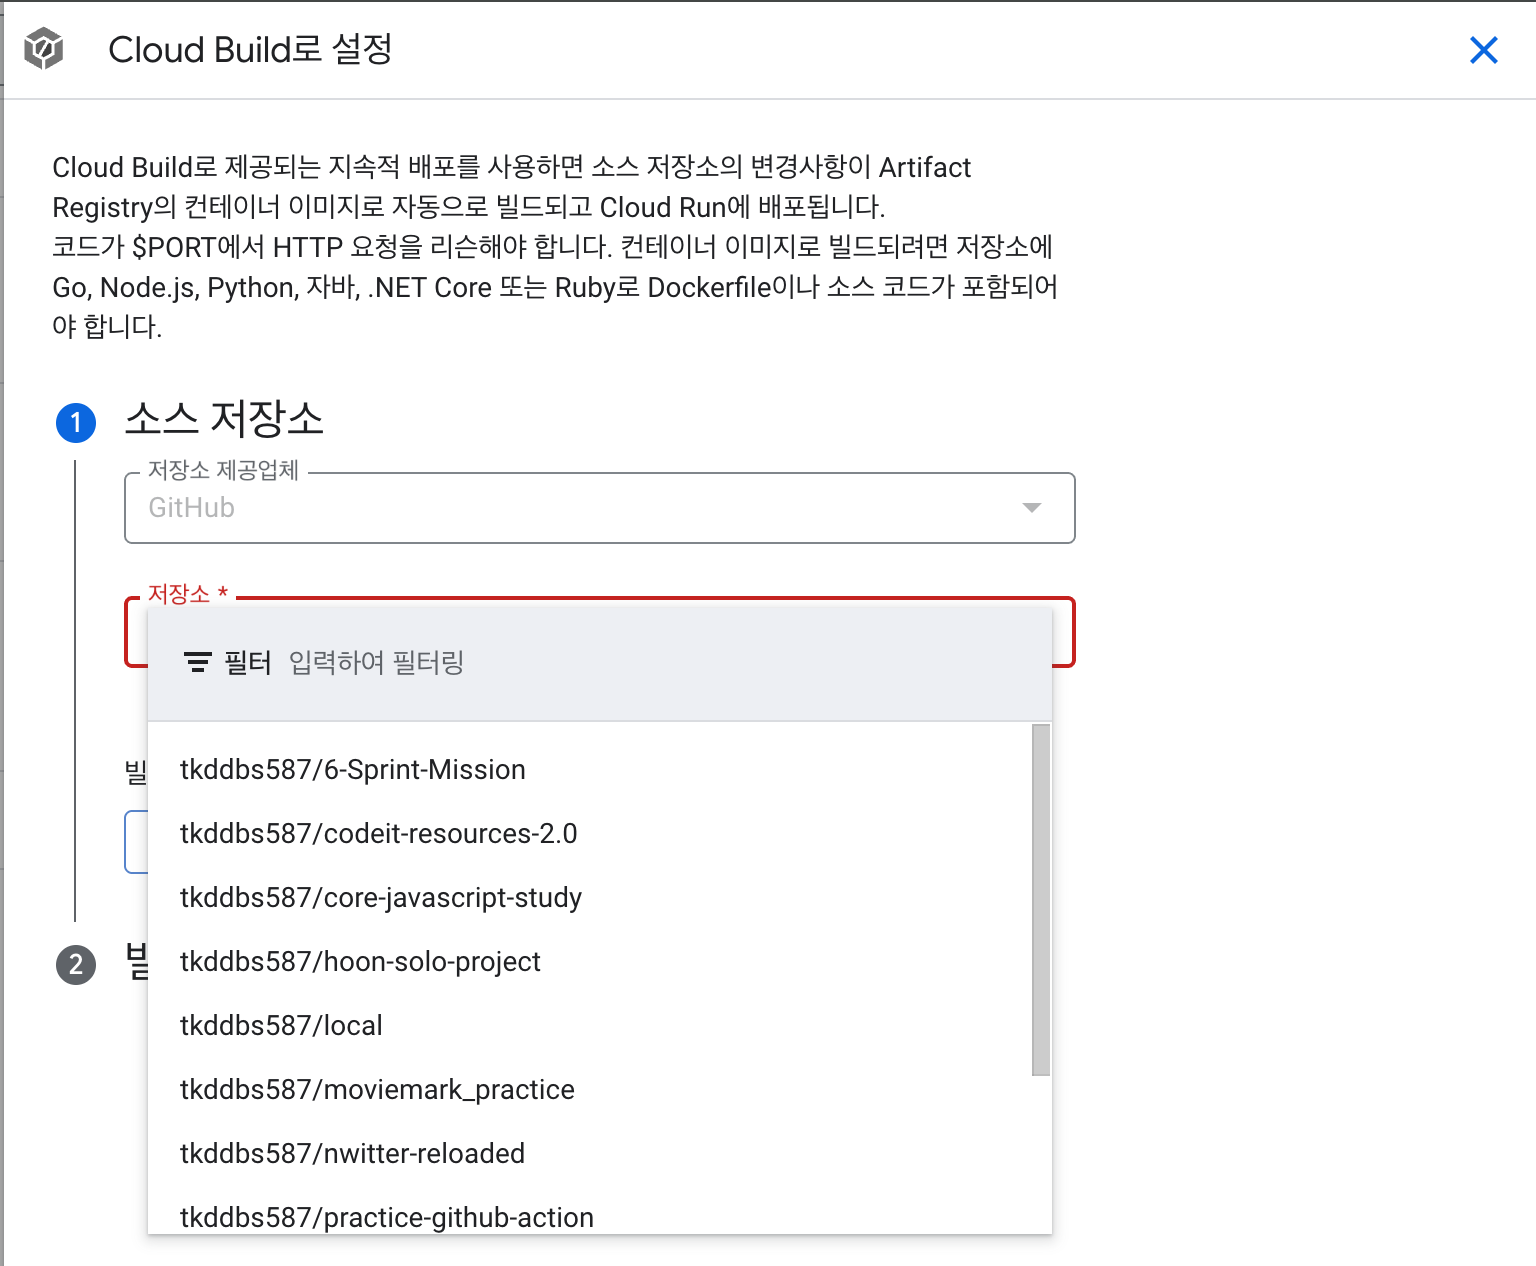 Cloud Build로 설정
Cloud Build로 제공되는 지속적 배포를 사용하면 소스 저장소의 변경사항이 Artifact
Registry의 컨테이너 이미지로 자동으로 빌드되고 Cloud Run에 배포됩니다.
코드가 $PORT에서 HTTP 요청을 리슨해야 합니다. 컨테이너 이미지로 빌드되려면 저장소에
Go, Node.js, Python, 자바, .NET Core 또는 Ruby로 Dockerfile이나 소스 코드가 포함되어
야 합니다.
1 소스 저장소
저장소 제공업체
GitHub
저장소 *
필터 입력하여 필터링
tkddbs587/6-Sprint-Mission
빌
tkddbs587/codeit-resources-2.0
tkddbs587/core-javascript-study
2 빌
tkddbs587/hoon-solo-project
tkddbs587/local
tkddbs587/moviemark_practice
tkddbs587/nwitter-reloaded
tkddbs587/practice-github-action